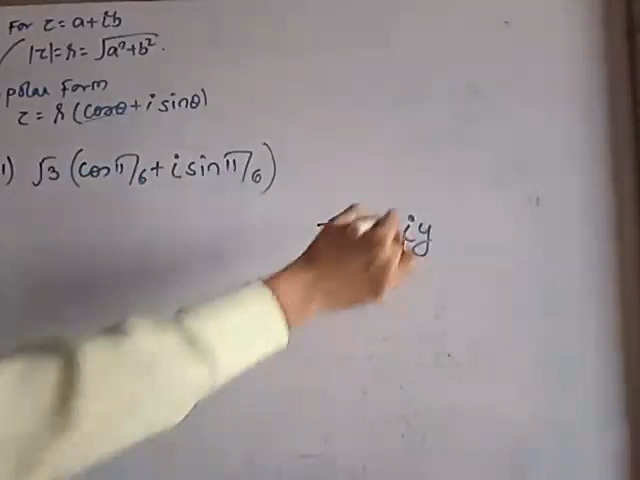 For z = a+ib
|z|=r= √a²+b².
polar Form
z = r (cosθ + i sinθ)
1) √3 (cos π/6 + i sin π/6)
iy